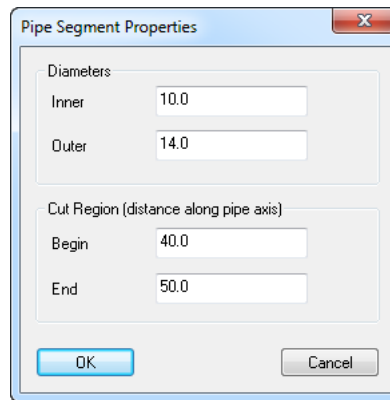 Pipe Segment Properties
Diameters
Inner 10.0
Outer 14.0
Cut Region (distance along pipe axis)
Begin 40.0
End 50.0
OK Cancel